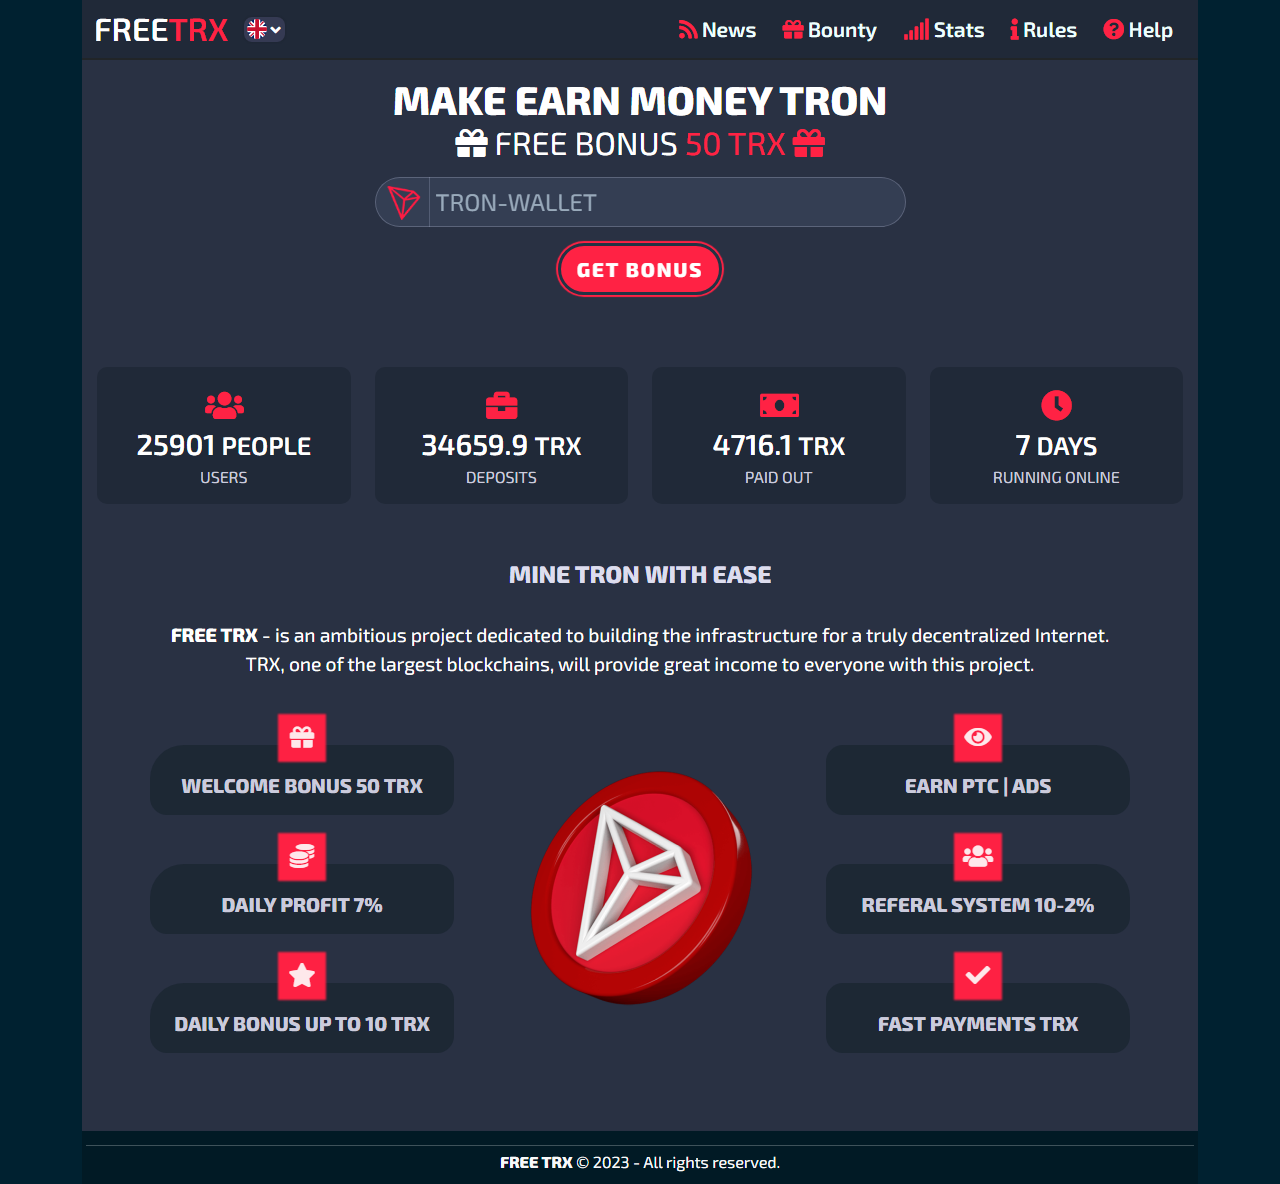 FREETRX
News Bounty Stats Rules Help
MAKE EARN MONEY TRON
FREE BONUS 50 TRX
TRON-WALLET
GET BONUS
25901 PEOPLE
USERS
34659.9 TRX
DEPOSITS
4716.1 TRX
PAID OUT
7 DAYS
RUNNING ONLINE
MINE TRON WITH EASE
FREE TRX - is an ambitious project dedicated to building the infrastructure for a truly decentralized Internet.
TRX, one of the largest blockchains, will provide great income to everyone with this project.
WELCOME BONUS 50 TRX
DAILY PROFIT 7%
DAILY BONUS UP TO 10 TRX
EARN PTC | ADS
REFERAL SYSTEM 10-2%
FAST PAYMENTS TRX
FREE TRX © 2023 - All rights reserved.